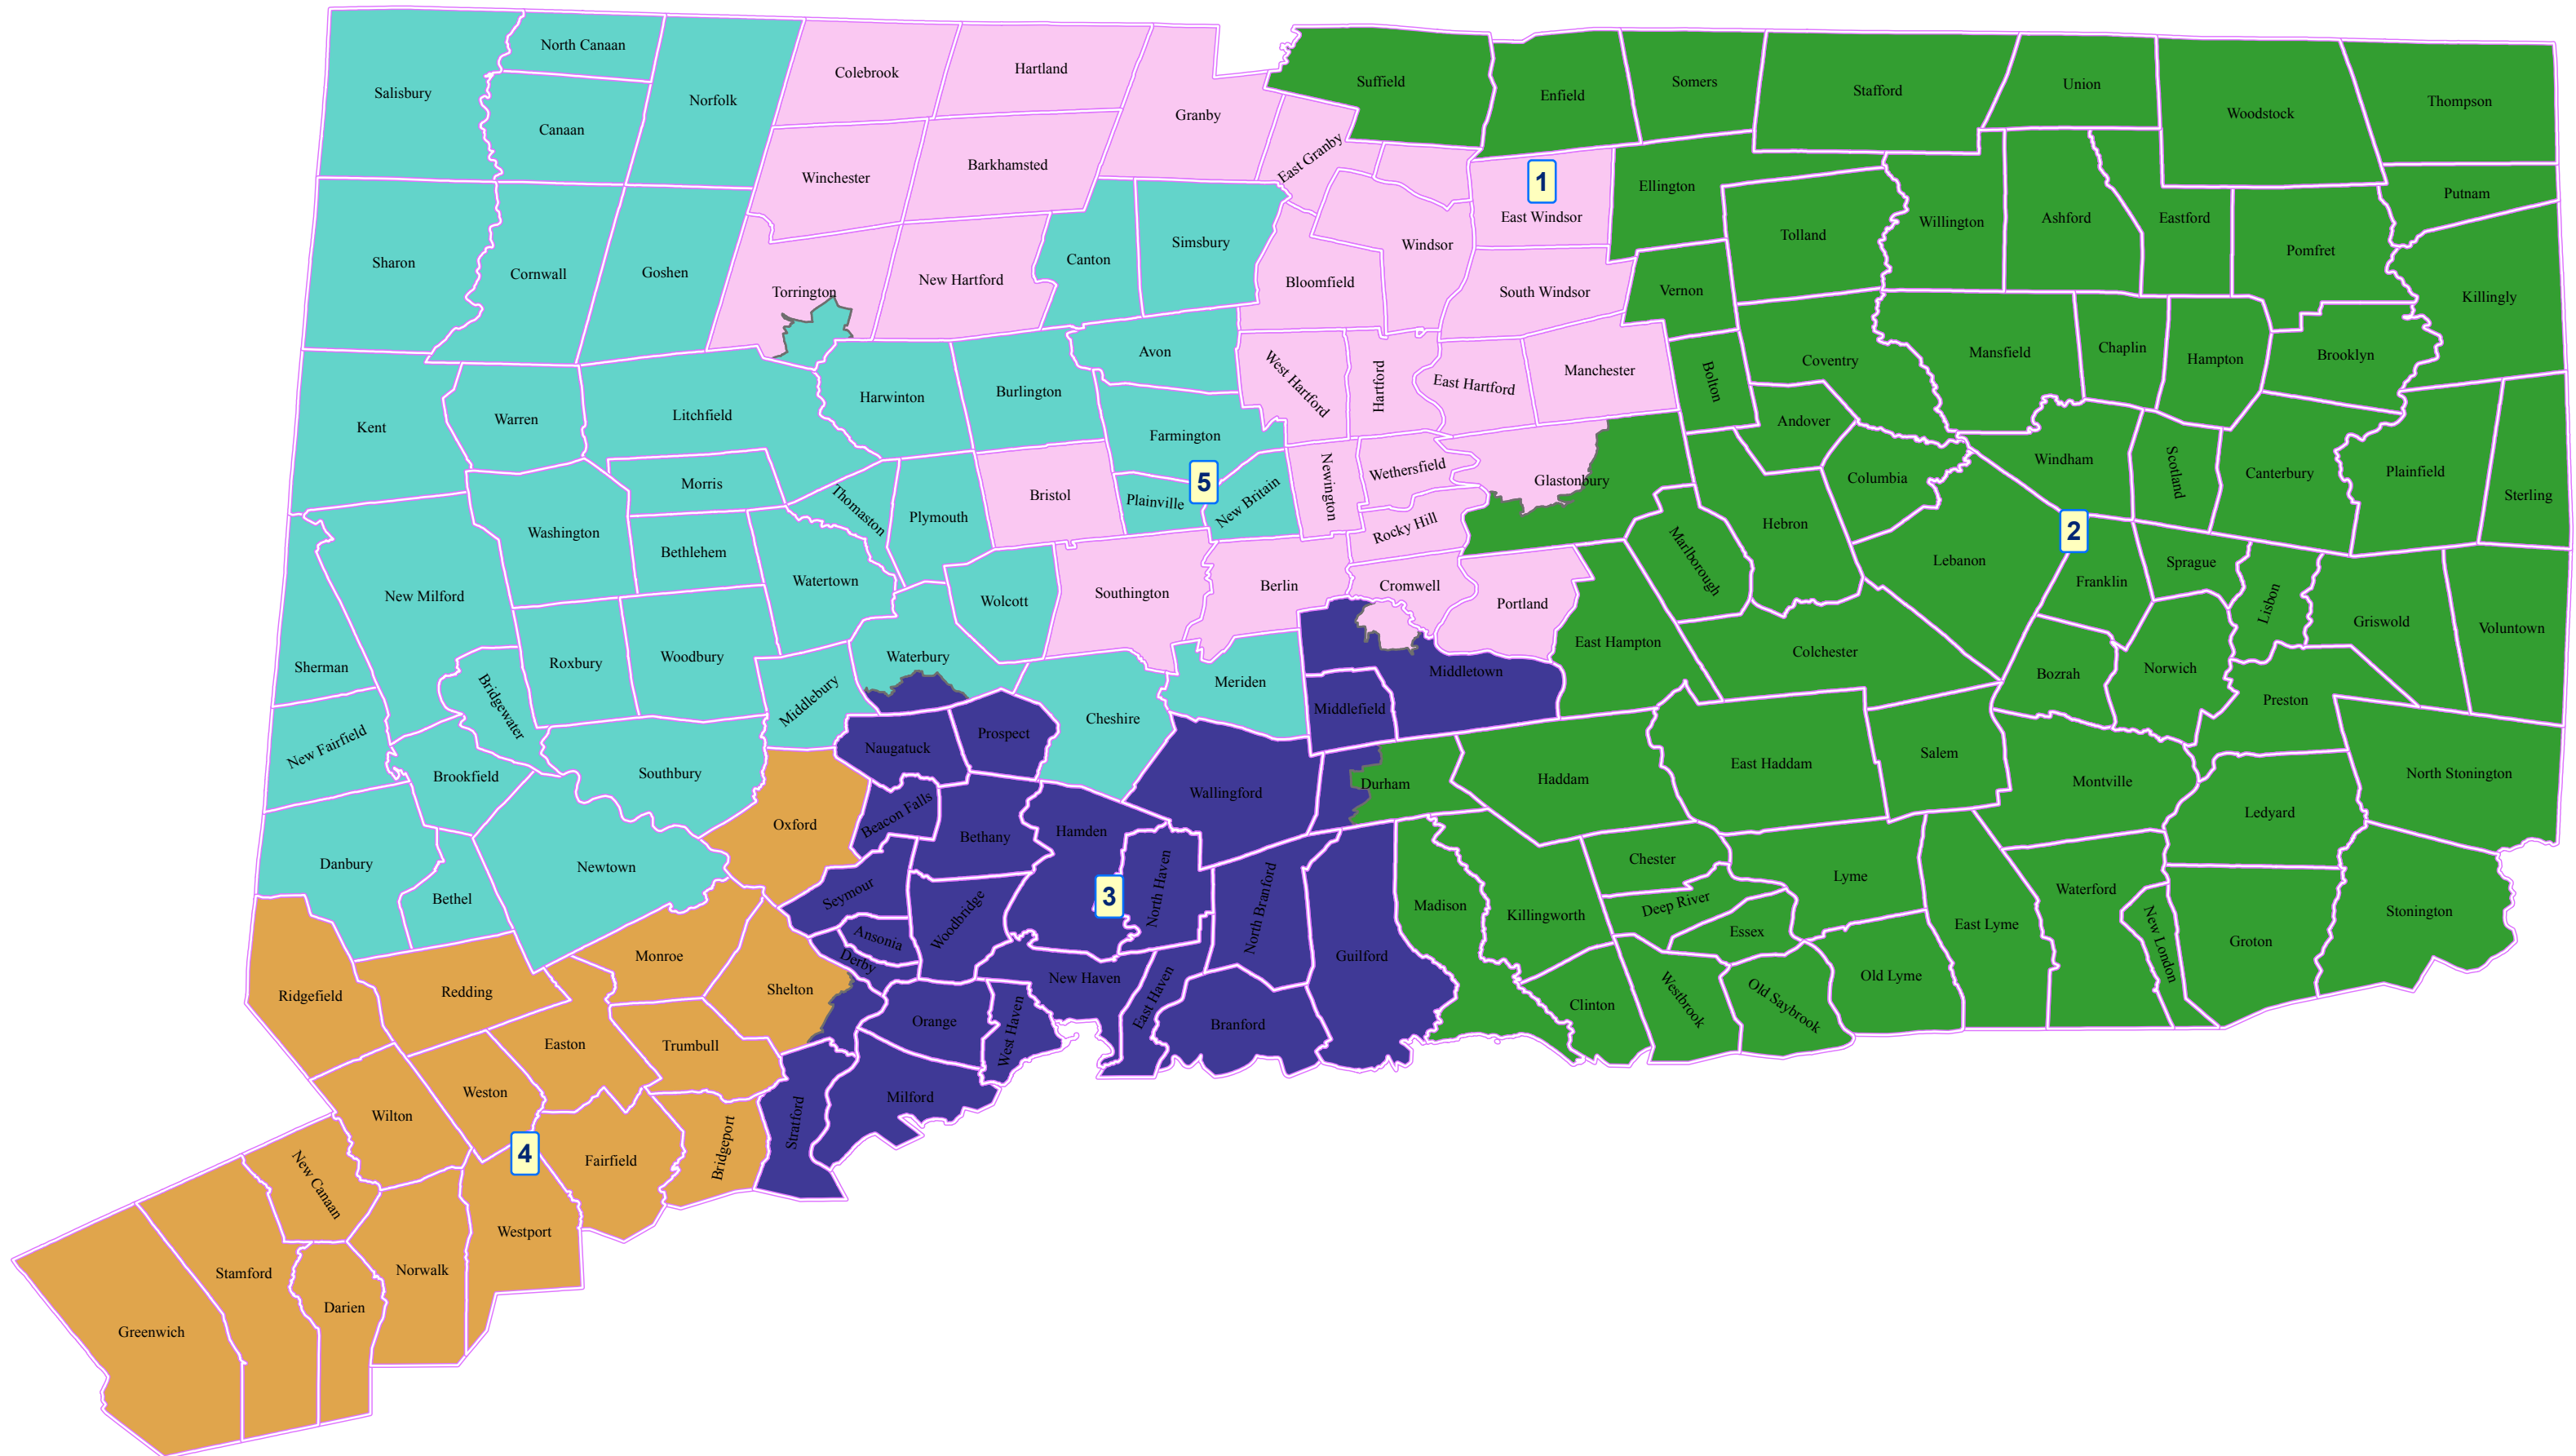 North Canaan
Salisbury
Canaan
Norfolk
Colebrook
Hartland
Granby
Suffield
Enfield
Somers
Stafford
Union
Woodstock
Thompson
Winchester
Barkhamsted
East Granby
1
East Windsor
Ellington
Tolland
Willington
Ashford
Eastford
Pomfret
Putnam
Killingly
Sharon
Cornwall
Goshen
Torrington
New Hartford
Canton
Simsbury
Bloomfield
Windsor
South Windsor
Vernon
Kent
Warren
Litchfield
Harwinton
Burlington
Avon
Farmington
West Hartford
Hartford
East Hartford
Manchester
Bolton
Coventry
Andover
Mansfield
Chaplin
Hampton
Brooklyn
Morris
Thomaston
Plymouth
Bristol
5
Plainville
New Britain
Newington
Wethersfield
Rocky Hill
Glastonbury
Marlborough
Hebron
Columbia
Windham
Scotland
Canterbury
Plainfield
Sterling
2
Washington
Bethlehem
Watertown
New Milford
Wolcott
Southington
Berlin
Cromwell
Portland
East Hampton
Colchester
Lebanon
Franklin
Sprague
Lisbon
Griswold
Voluntown
Sherman
Roxbury
Woodbury
Bridgewater
Middlebury
Waterbury
Cheshire
Meriden
Middletown
Middlefield
Bozrah
Norwich
Preston
New Fairfield
Brookfield
Southbury
Naugatuck
Prospect
Wallingford
Durham
Haddam
East Haddam
Salem
Montville
Ledyard
North Stonington
Danbury
Bethel
Newtown
Oxford
Beacon Falls
Bethany
Hamden
North Haven
3
Seymour
Ansonia
Derby
Woodbridge
North Branford
Guilford
Madison
Killingworth
Chester
Deep River
Essex
Lyme
East Lyme
Waterford
New London
Groton
Stonington
Ridgefield
Redding
Monroe
Shelton
Orange
New Haven
West Haven
East Haven
Branford
Clinton
Westbrook
Old Saybrook
Old Lyme
Easton
Trumbull
Weston
Wilton
4
Fairfield
Bridgeport
Stratford
Milford
New Canaan
Westport
Norwalk
Stamford
Darien
Greenwich